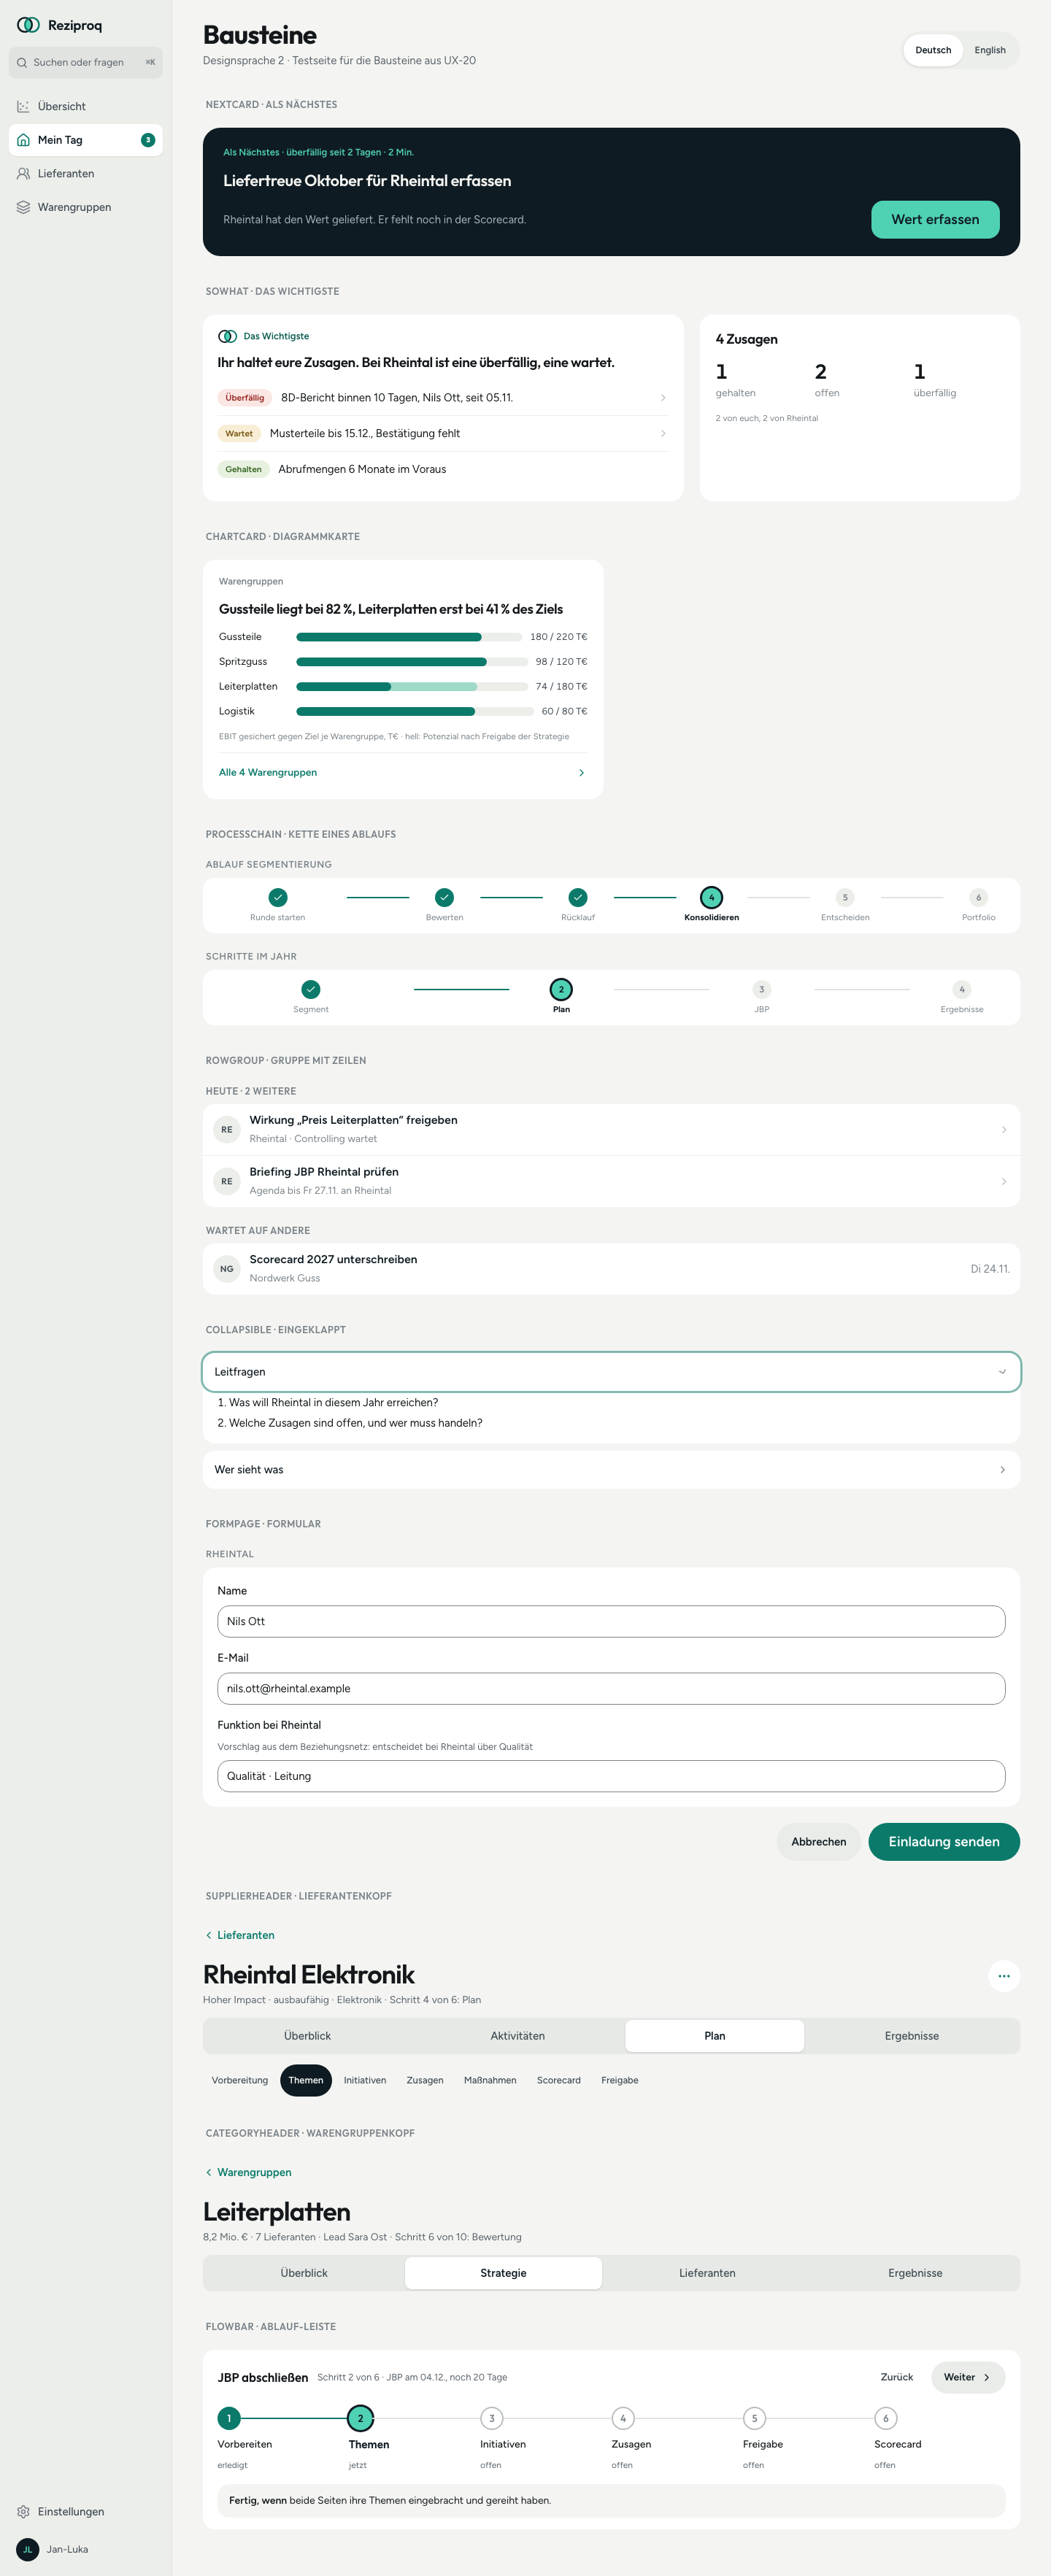 Reziproq
Suchen oder fragen ⌘K
Übersicht
Mein Tag 3
Lieferanten
Warengruppen
Einstellungen
JL Jan-Luka
Bausteine
Designsprache 2 · Testseite für die Bausteine aus UX-20
Deutsch English
NEXTCARD · ALS NÄCHSTES
Als Nächstes · überfällig seit 2 Tagen · 2 Min.
Liefertreue Oktober für Rheintal erfassen
Rheintal hat den Wert geliefert. Er fehlt noch in der Scorecard.
Wert erfassen
SOWHAT · DAS WICHTIGSTE
Das Wichtigste
Ihr haltet eure Zusagen. Bei Rheintal ist eine überfällig, eine wartet.
Überfällig 8D-Bericht binnen 10 Tagen, Nils Ott, seit 05.11.
Wartet Musterteile bis 15.12., Bestätigung fehlt
Gehalten Abrufmengen 6 Monate im Voraus
4 Zusagen
1 2 1
gehalten offen überfällig
2 von euch, 2 von Rheintal
CHARTCARD · DIAGRAMMKARTE
Warengruppen
Gussteile liegt bei 82 %, Leiterplatten erst bei 41 % des Ziels
Gussteile 180 / 220 T€
Spritzguss 98 / 120 T€
Leiterplatten 74 / 180 T€
Logistik 60 / 80 T€
EBIT gesichert gegen Ziel je Warengruppe, T€ · hell: Potenzial nach Freigabe der Strategie
Alle 4 Warengruppen
PROCESSCHAIN · KETTE EINES ABLAUFS
ABLAUF SEGMENTIERUNG
4 5 6
Runde starten Bewerten Rücklauf Konsolidieren Entscheiden Portfolio
SCHRITTE IM JAHR
2 3 4
Segment Plan JBP Ergebnisse
ROWGROUP · GRUPPE MIT ZEILEN
HEUTE · 2 WEITERE
RE Wirkung „Preis Leiterplatten“ freigeben
Rheintal · Controlling wartet
RE Briefing JBP Rheintal prüfen
Agenda bis Fr 27.11. an Rheintal
WARTET AUF ANDERE
NG Scorecard 2027 unterschreiben
Nordwerk Guss
Di 24.11.
COLLAPSIBLE · EINGEKLAPPT
Leitfragen
1. Was will Rheintal in diesem Jahr erreichen?
2. Welche Zusagen sind offen, und wer muss handeln?
Wer sieht was
FORMPAGE · FORMULAR
RHEINTAL
Name
Nils Ott
E-Mail
nils.ott@rheintal.example
Funktion bei Rheintal
Vorschlag aus dem Beziehungsnetz: entscheidet bei Rheintal über Qualität
Qualität · Leitung
Abbrechen Einladung senden
SUPPLIERHEADER · LIEFERANTENKOPF
Lieferanten
Rheintal Elektronik
Hoher Impact · ausbaufähig · Elektronik · Schritt 4 von 6: Plan
Überblick Aktivitäten Plan Ergebnisse
Vorbereitung Themen Initiativen Zusagen Maßnahmen Scorecard Freigabe
CATEGORYHEADER · WARENGRUPPENKOPF
Warengruppen
Leiterplatten
8,2 Mio. € · 7 Lieferanten · Lead Sara Ost · Schritt 6 von 10: Bewertung
Überblick Strategie Lieferanten Ergebnisse
FLOWBAR · ABLAUF-LEISTE
JBP abschließen Schritt 2 von 6 · JBP am 04.12., noch 20 Tage
Zurück Weiter
1 2 3 4 5 6
Vorbereiten Themen Initiativen Zusagen Freigabe Scorecard
erledigt jetzt offen offen offen offen
Fertig, wenn beide Seiten ihre Themen eingebracht und gereiht haben.